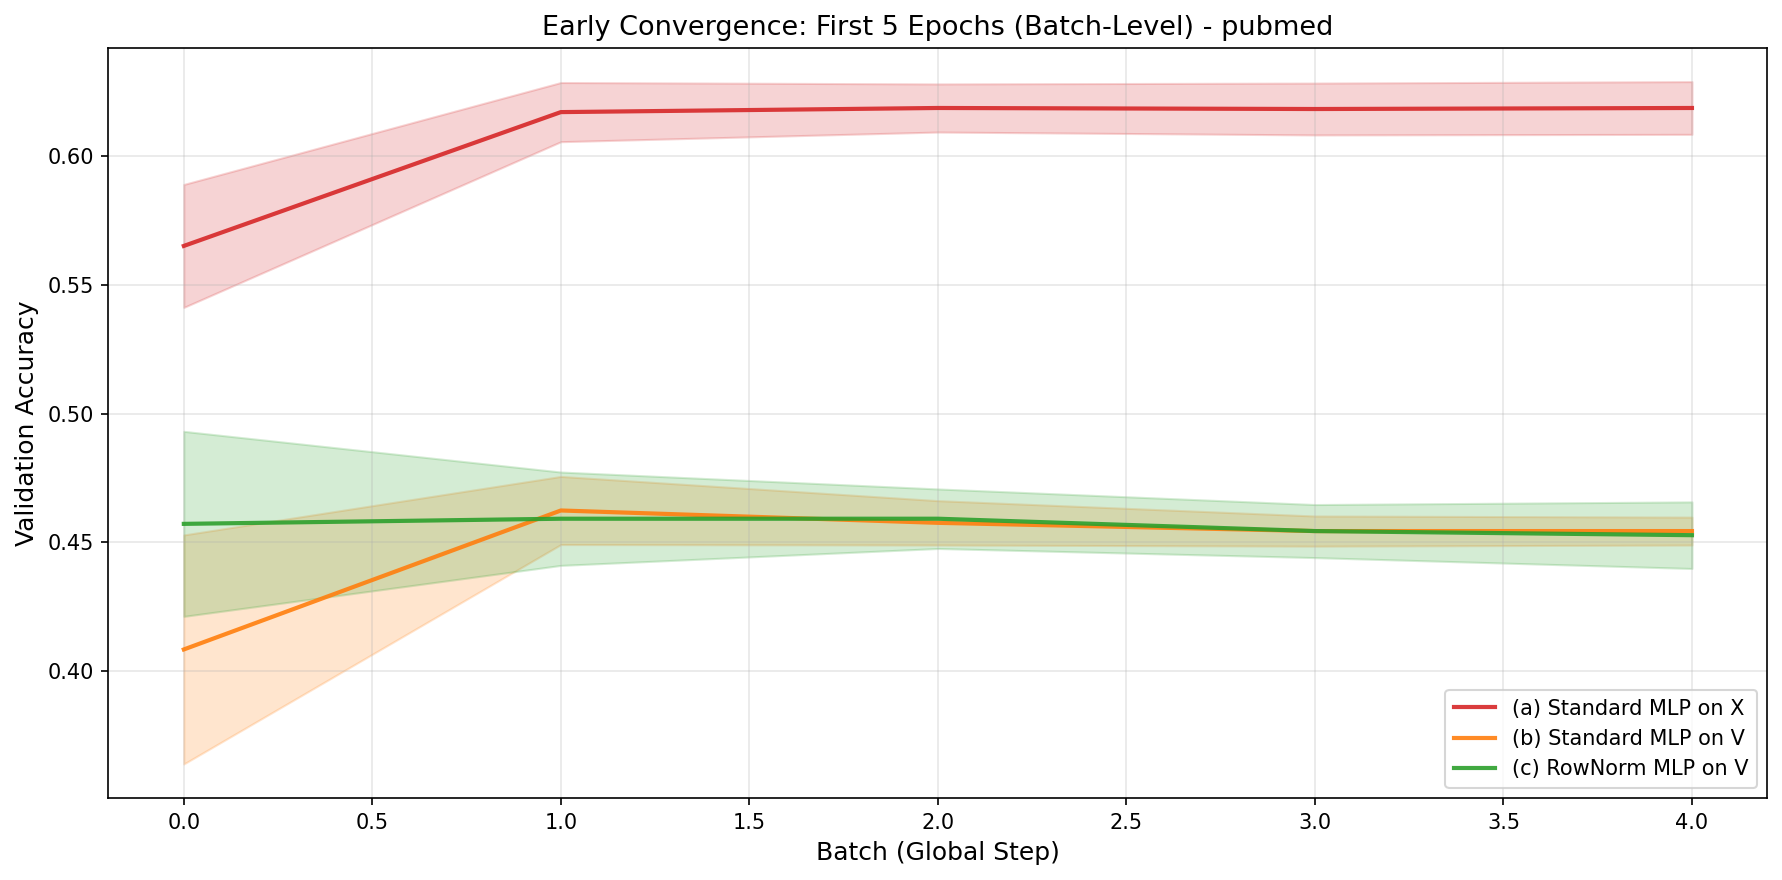 Early Convergence: First 5 Epochs (Batch-Level) - pubmed
Validation Accuracy
0.60
0.55
0.50
0.45
0.40
(a) Standard MLP on X
(b) Standard MLP on V
(c) RowNorm MLP on V
0.0 0.5 1.0 1.5 2.0 2.5 3.0 3.5 4.0
Batch (Global Step)